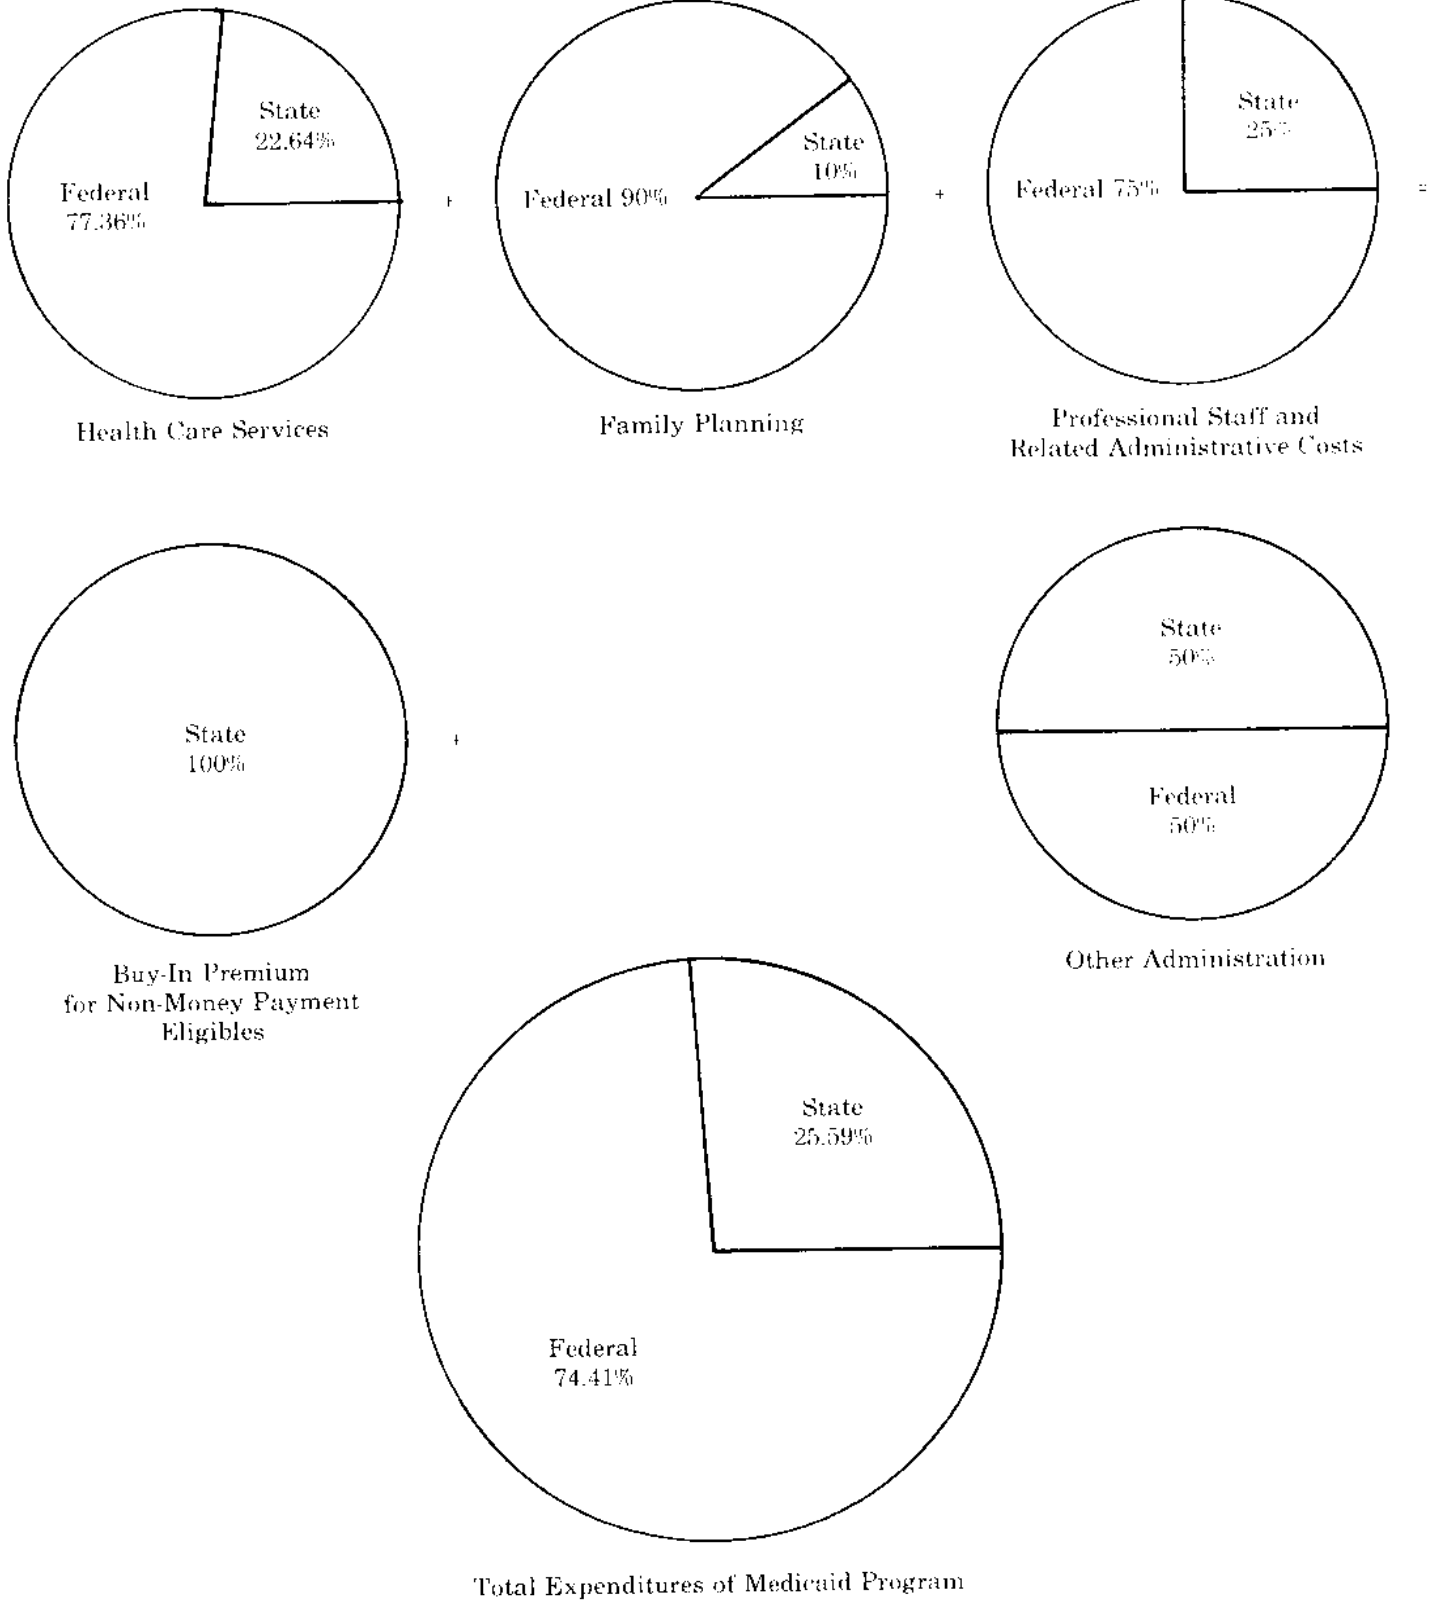 State
22.64%
Federal
77.36%
+
State
10%
Federal 90%
+
State
25%
Federal 75%
=
Health Care Services
Family Planning
Professional Staff and
Related Administrative Costs
State
100%
+
State
50%
Federal
50%
Buy-In Premium
for Non-Money Payment
Eligibles
Other Administration
State
25.59%
Federal
74.41%
Total Expenditures of Medicaid Program